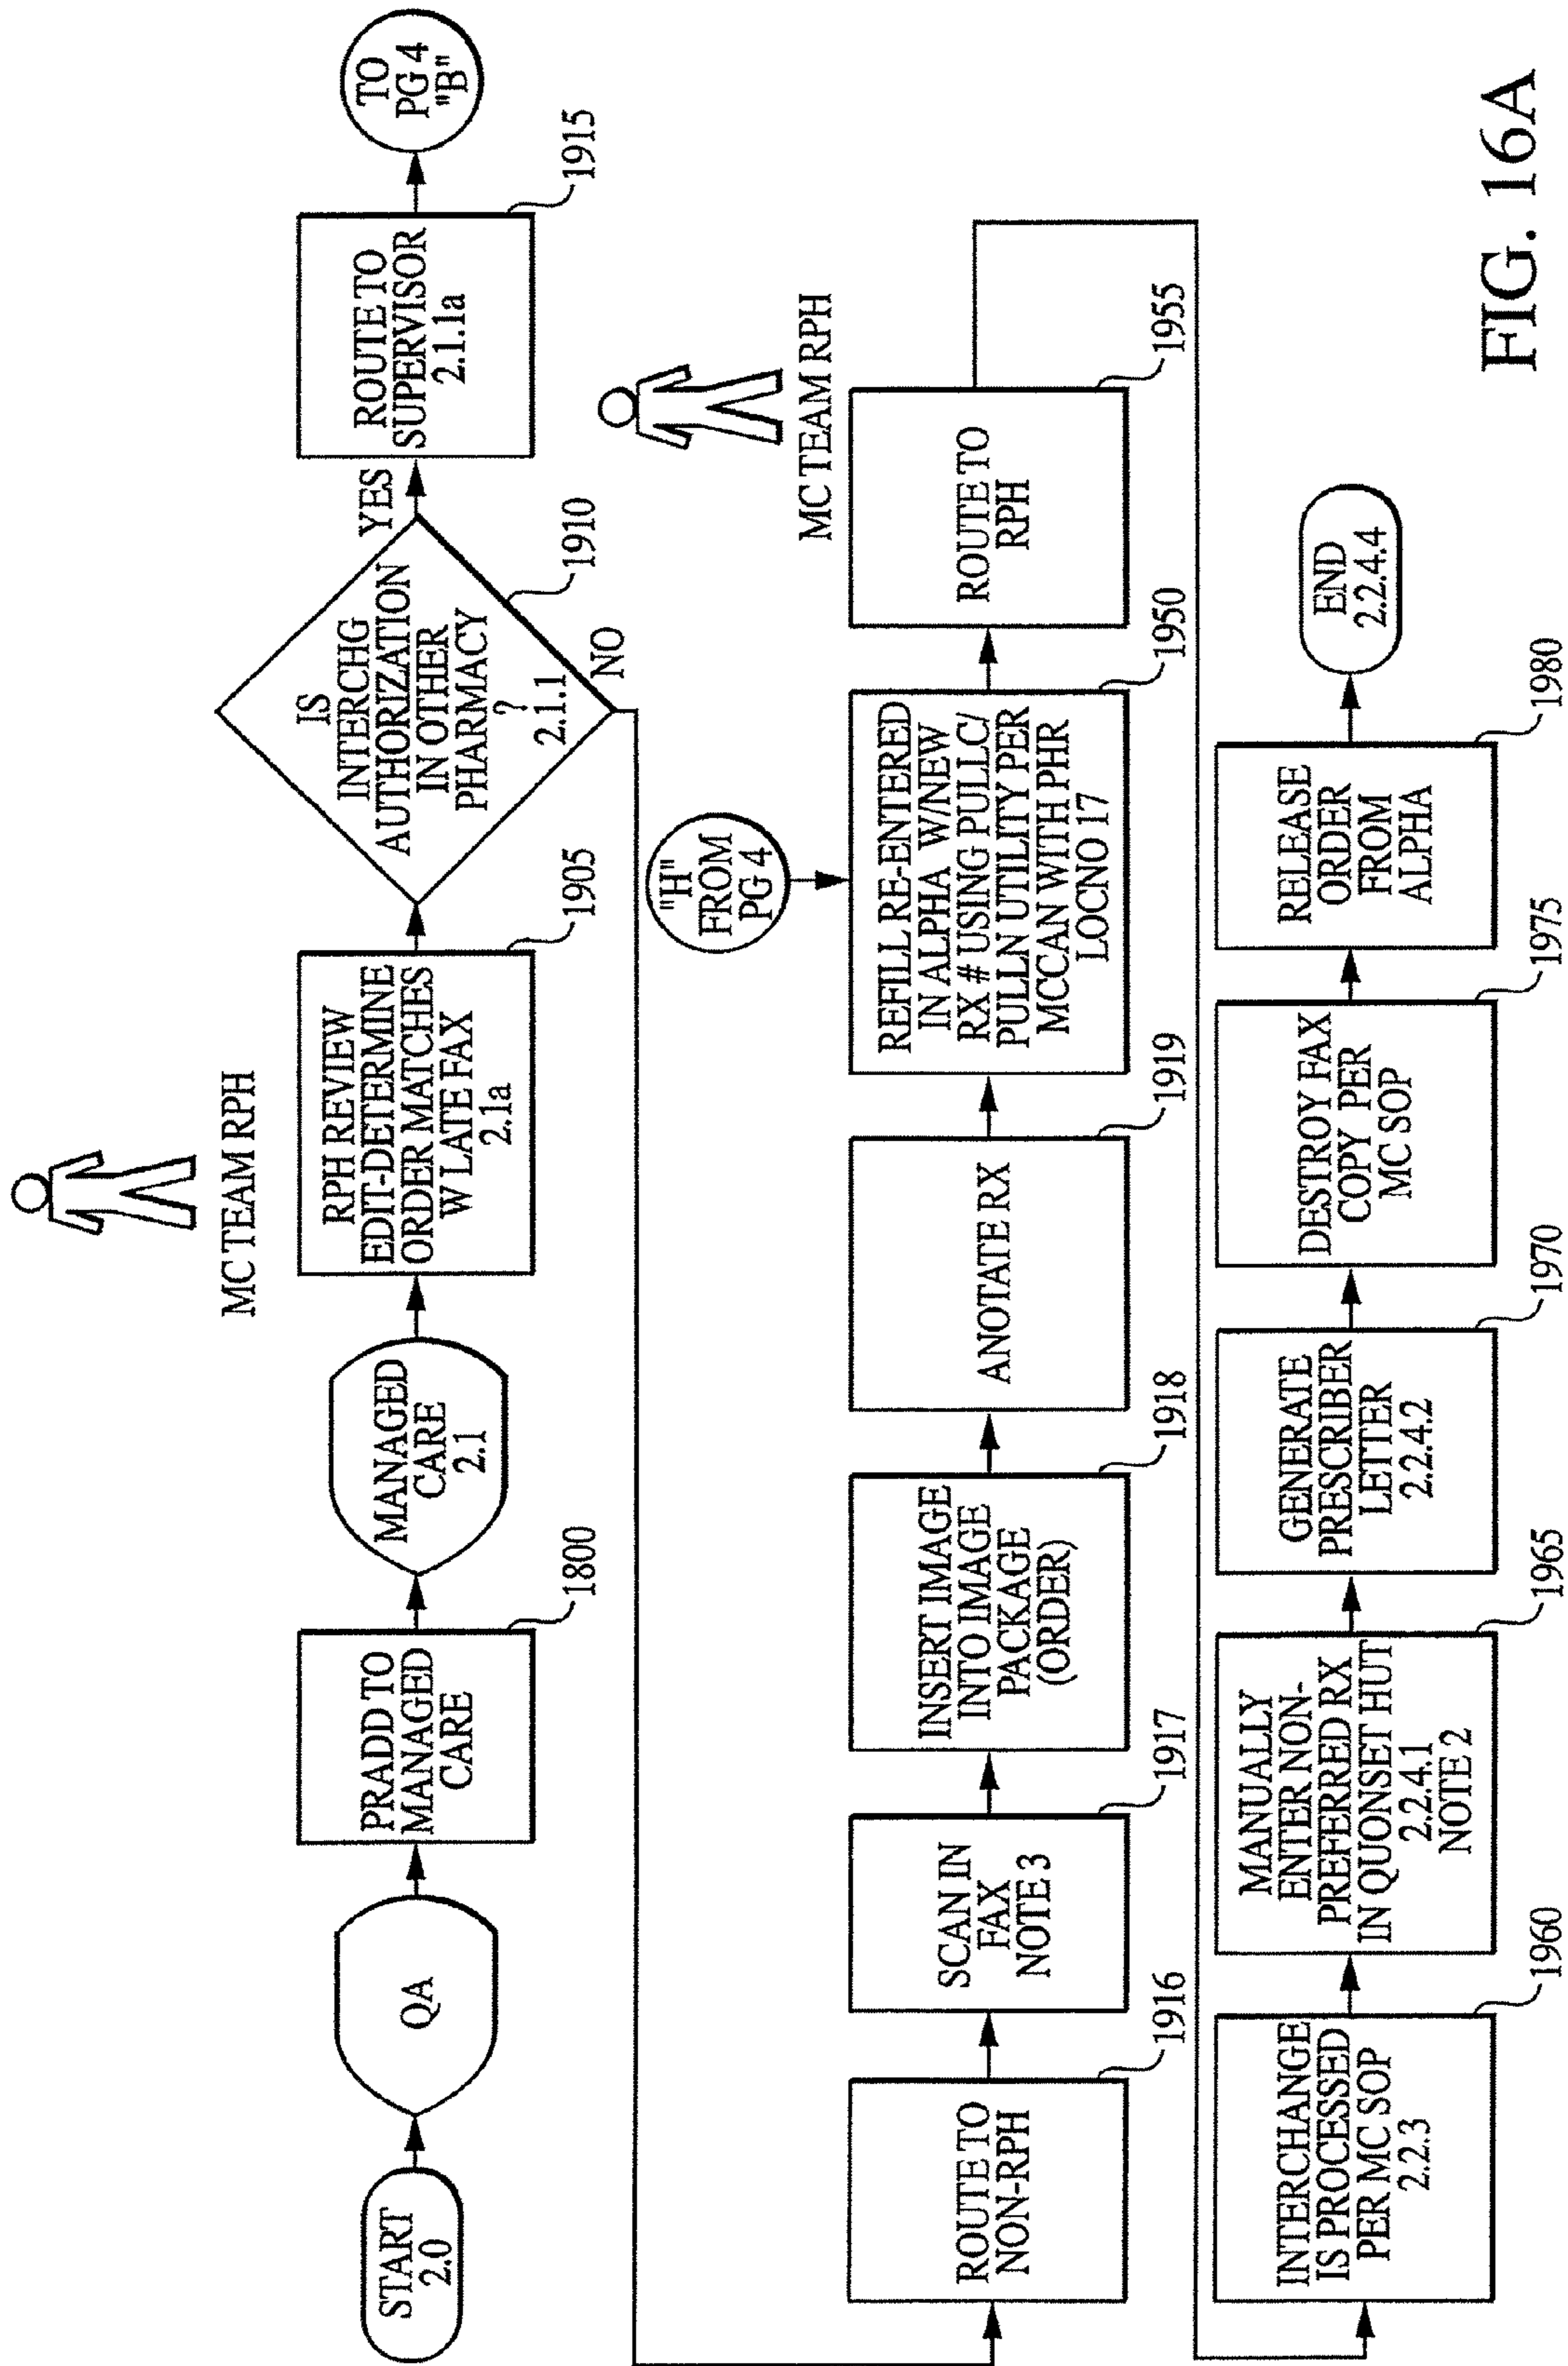 START
2.0
QA
PRADD TO
MANAGED
CARE
1800
MANAGED
CARE
2.1
MC TEAM RPH
RPH REVIEW
EDIT-DETERMINE
ORDER MATCHES
W LATE FAX
2.1a
1905
IS
INTERCHG
AUTHORIZATION
IN OTHER
PHARMACY
?
2.1.1
1910
YES
NO
ROUTE TO
SUPERVISOR
2.1.1a
1915
TO
PG 4
"B"
ROUTE TO
NON-RPH
1916
SCAN IN
FAX
NOTE 3
1917
INSERT IMAGE
INTO IMAGE
PACKAGE
(ORDER)
1918
ANOTATE RX
1919
"H"
FROM
PG 4
REFILL RE-ENTERED
IN ALPHA W/NEW
RX # USING PULLC/
PULLN UTILITY PER
MCCAN WITH PHR
LOCNO 17
1950
MC TEAM RPH
ROUTE TO
RPH
1955
INTERCHANGE
IS PROCESSED
PER MC SOP
2.2.3
1960
MANUALLY
ENTER NON-
PREFERRED RX
IN QUONSET HUT
2.2.4.1
NOTE 2
1965
GENERATE
PRESCRIBER
LETTER
2.2.4.2
1970
DESTROY FAX
COPY PER
MC SOP
1975
RELEASE
ORDER
FROM
ALPHA
1980
END
2.2.4.4
FIG. 16A